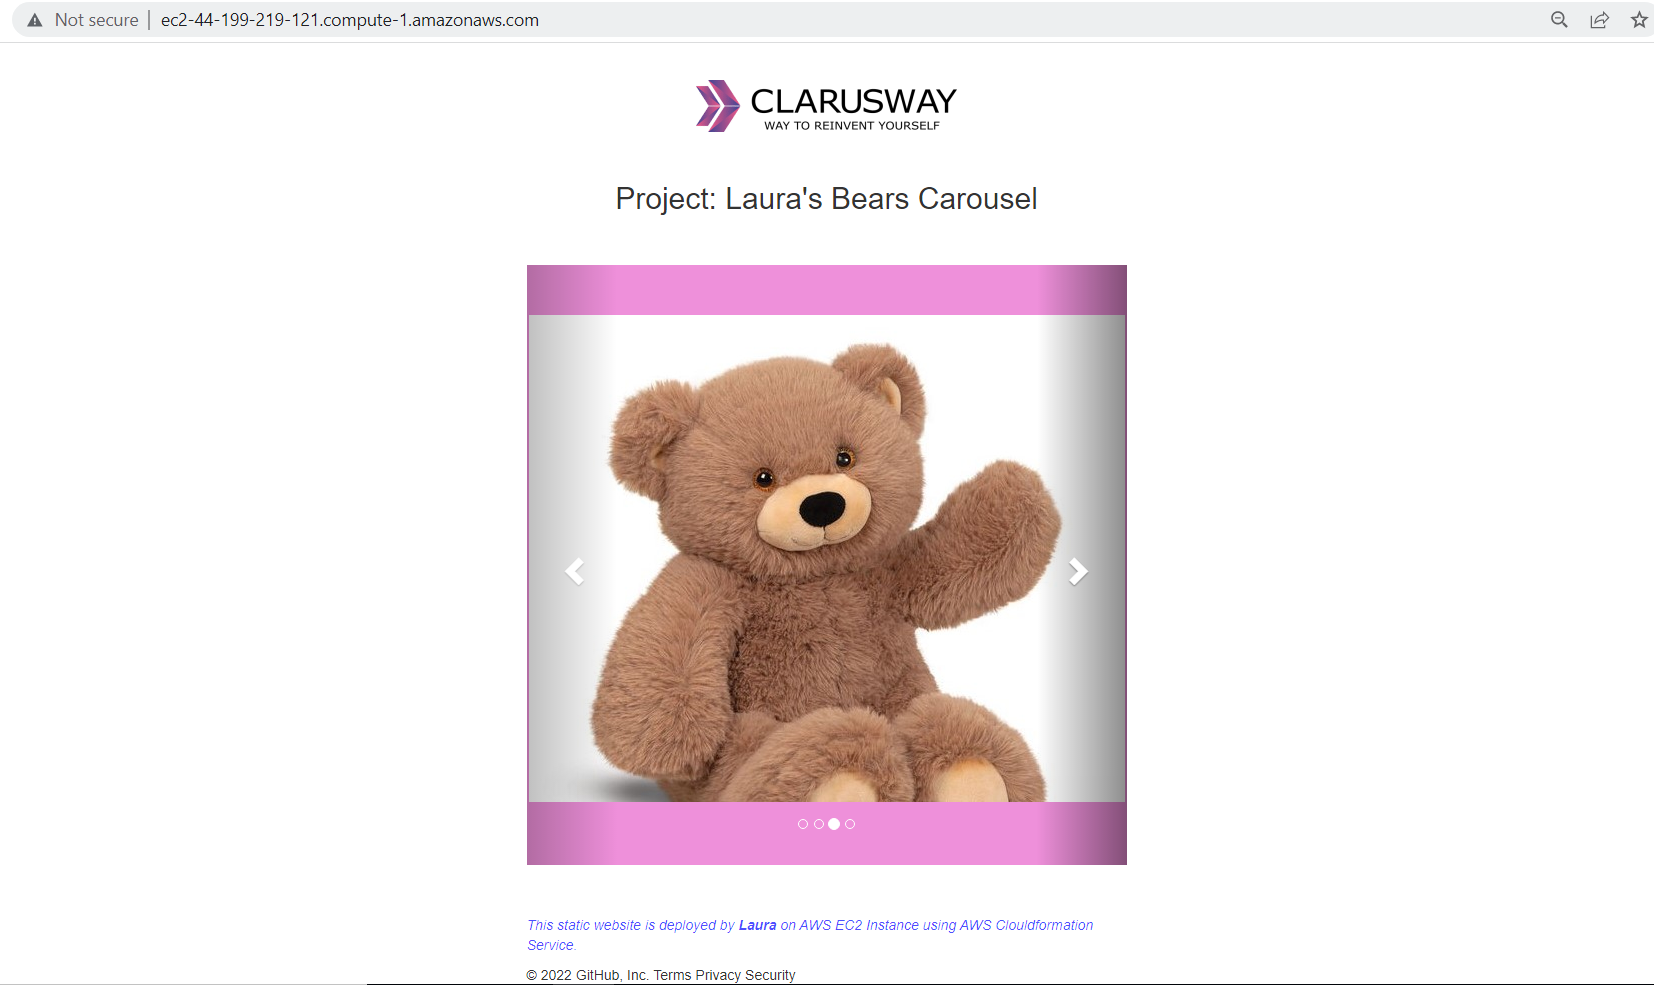 Not secure | ec2-44-199-219-121.compute-1.amazonaws.com
CLARUSWAY
WAY TO REINVENT YOURSELF
Project: Laura's Bears Carousel
This static website is deployed by Laura on AWS EC2 Instance using AWS Clouldformation
Service.
© 2022 GitHub, Inc. Terms Privacy Security